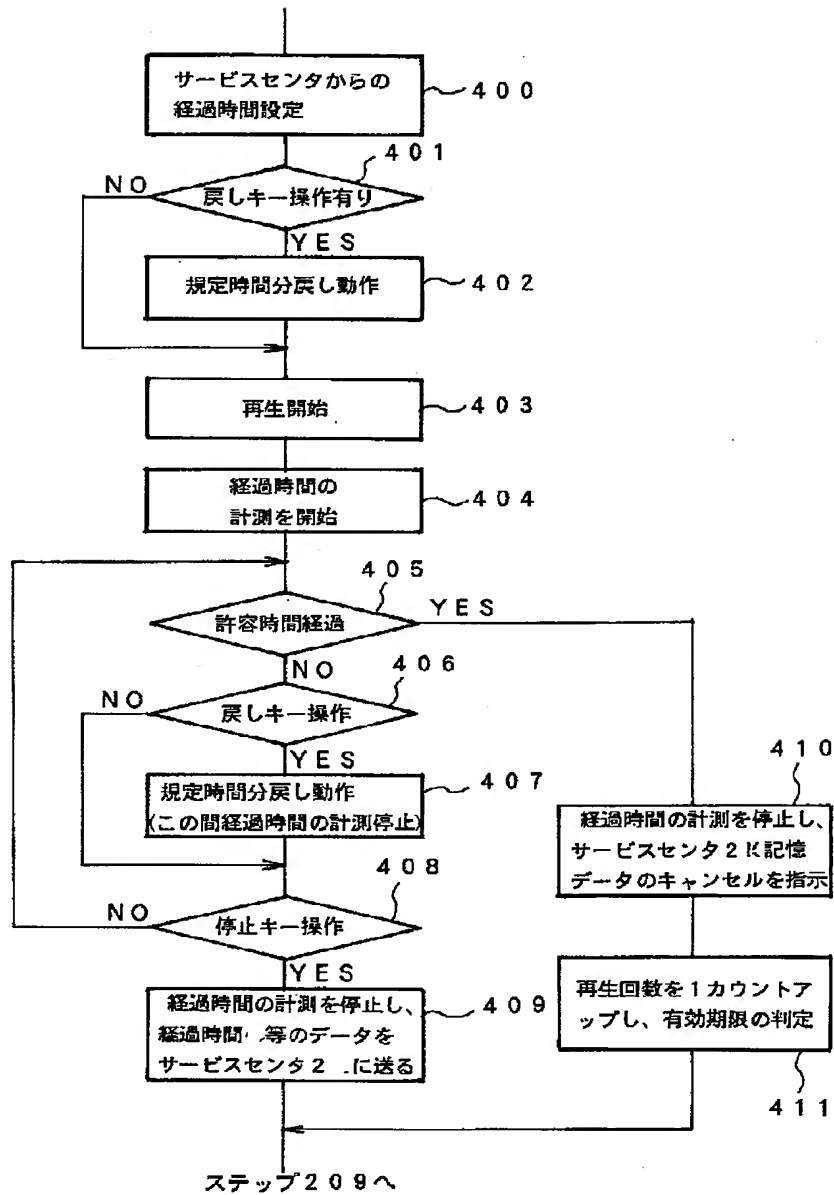 サービスセンタからの
経過時間設定
400
401
戻しキー操作有り
NO
YES
規定時間分戻し動作
402
再生開始
403
経過時間の
計測を開始
404
405
許容時間経過
YES
NO
406
戻しキー操作
NO
YES
規定時間分戻し動作
(この間経過時間の計測停止)
407
408
停止キー操作
NO
YES
経過時間の計測を停止し、
経過時間、等のデータを
サービスセンタ2 に送る
409
410
経過時間の計測を停止し、
サービスセンタ2に記憶
データのキャンセルを指示
再生回数を1カウントア
ップし、有効期限の判定
411
ステップ209へ